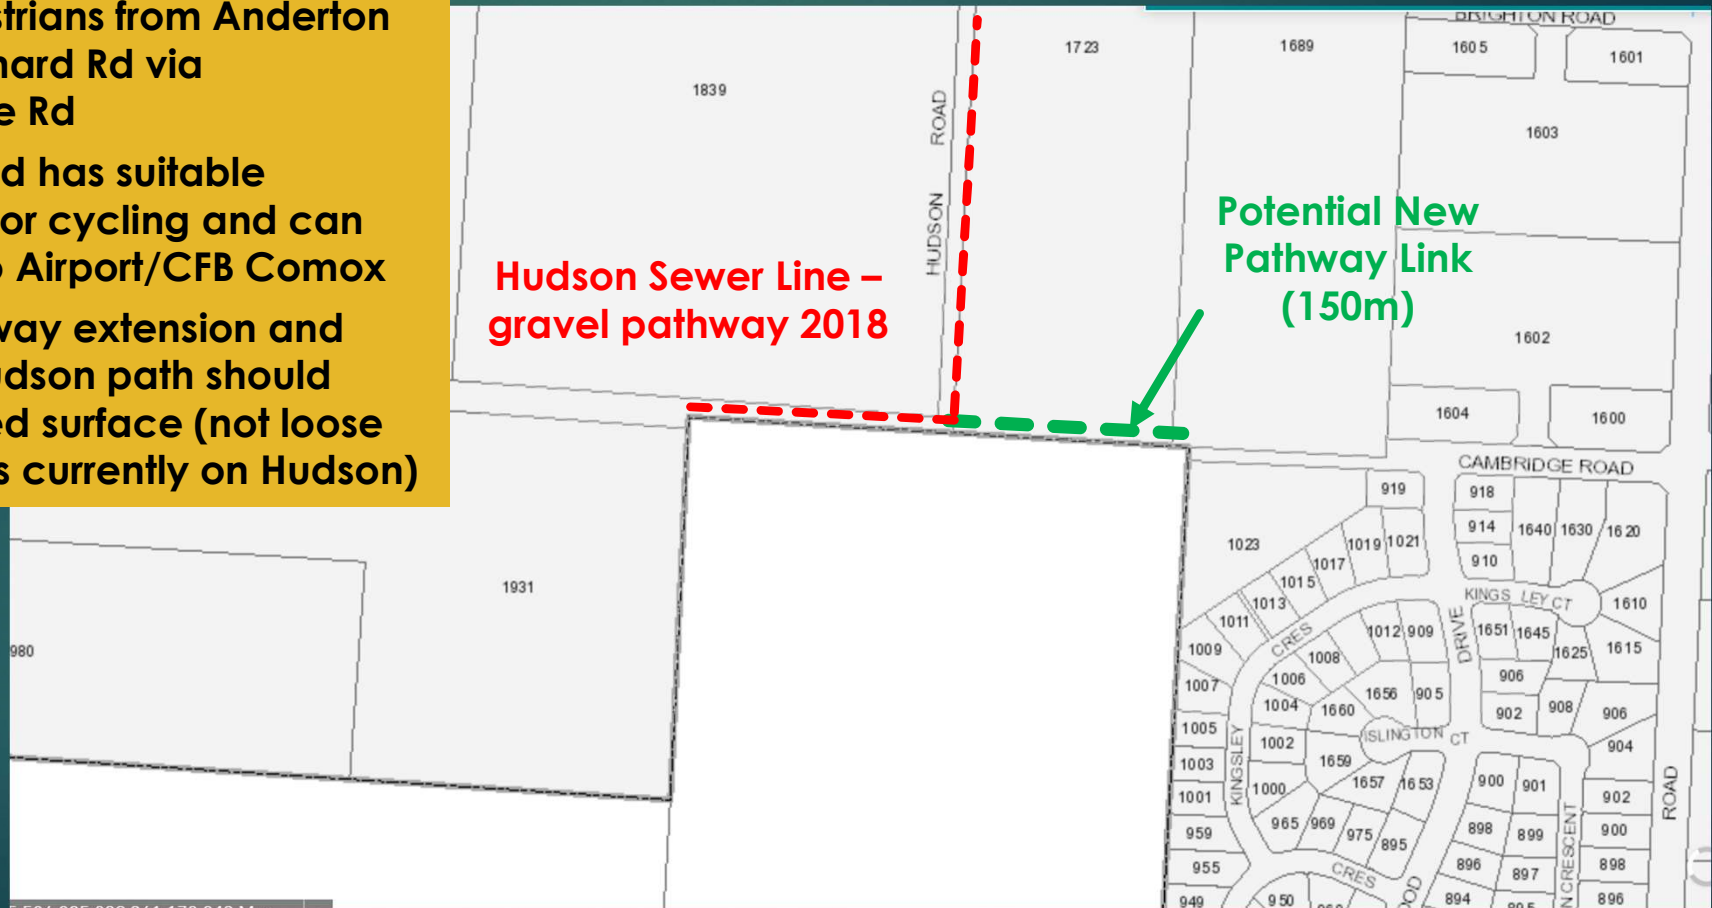 strians from Anderton
nard Rd via
e Rd
d has suitable
or cycling and can
o Airport/CFB Comox
way extension and
udson path should
ed surface (not loose
s currently on Hudson)
Hudson Sewer Line –
gravel pathway 2018
Potential New
Pathway Link
(150m)
BRIGHTON ROAD
1839
HUDSON ROAD
1723
1689
1605
1601
1603
1602
1604
1600
CAMBRIDGE ROAD
919
918
914
910
1640
1630
1620
1023
1021
1019
1017
1015
1013
1011
1009
1007
1005
1003
1001
959
955
949
KINGSLEY CT
1610
1615
1651
1645
1625
906
902
908
906
904
DRIVE
CRES
1012
909
1008
1006
1004
1002
1000
1656
905
1660
ISLINGTON CT
1659
1657
1653
KINGSLEY
965
969
975
895
CRES
950
900
901
898
899
896
897
894
895
902
900
898
896
ROAD
N CRESCENT
OOD
1931
980